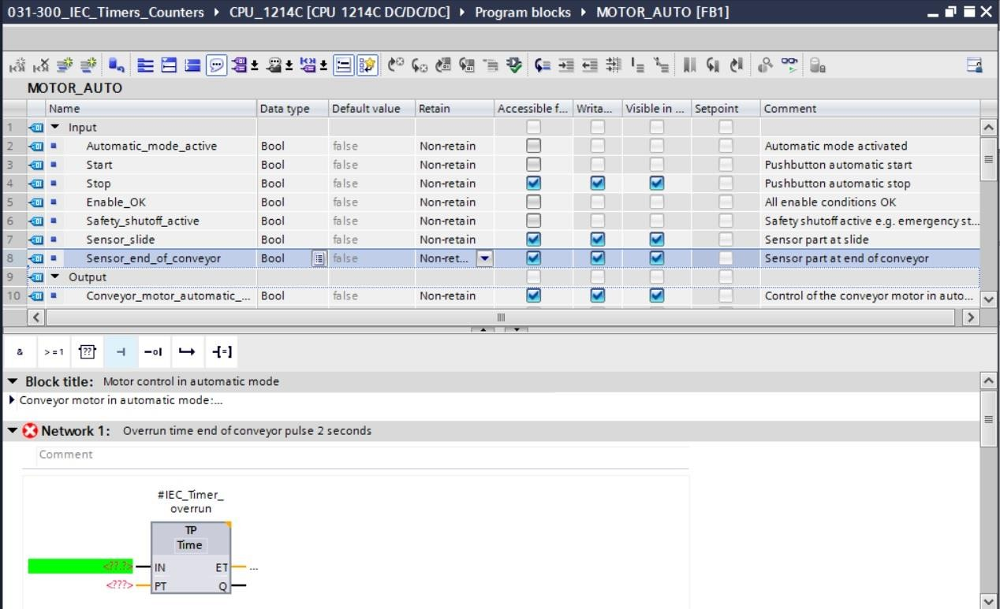 031-300_IEC_Timers_Counters ▸ CPU_1214C [CPU 1214C DC/DC/DC] ▸ Program blocks ▸ MOTOR_AUTO [FB1]
MOTOR_AUTO
Name Data type Default value Retain Accessible f... Writa... Visible in ... Setpoint Comment
1 Input
2 Automatic_mode_active Bool false Non-retain Automatic mode activated
3 Start Bool false Non-retain Pushbutton automatic start
4 Stop Bool false Non-retain Pushbutton automatic stop
5 Enable_OK Bool false Non-retain All enable conditions OK
6 Safety_shutoff_active Bool false Non-retain Safety shutoff active e.g. emergency st...
7 Sensor_slide Bool false Non-retain Sensor part at slide
8 Sensor_end_of_conveyor Bool false Non-ret... Sensor part at end of conveyor
9 Output
10 Conveyor_motor_automatic_... Bool false Non-retain Control of the conveyor motor in auto...
& >=1 ?? -[=]
Block title: Motor control in automatic mode
Conveyor motor in automatic mode:...
Network 1: Overrun time end of conveyor pulse 2 seconds
Comment
#IEC_Timer_
overrun
TP
Time
<??.?> IN ET ...
<???> PT Q